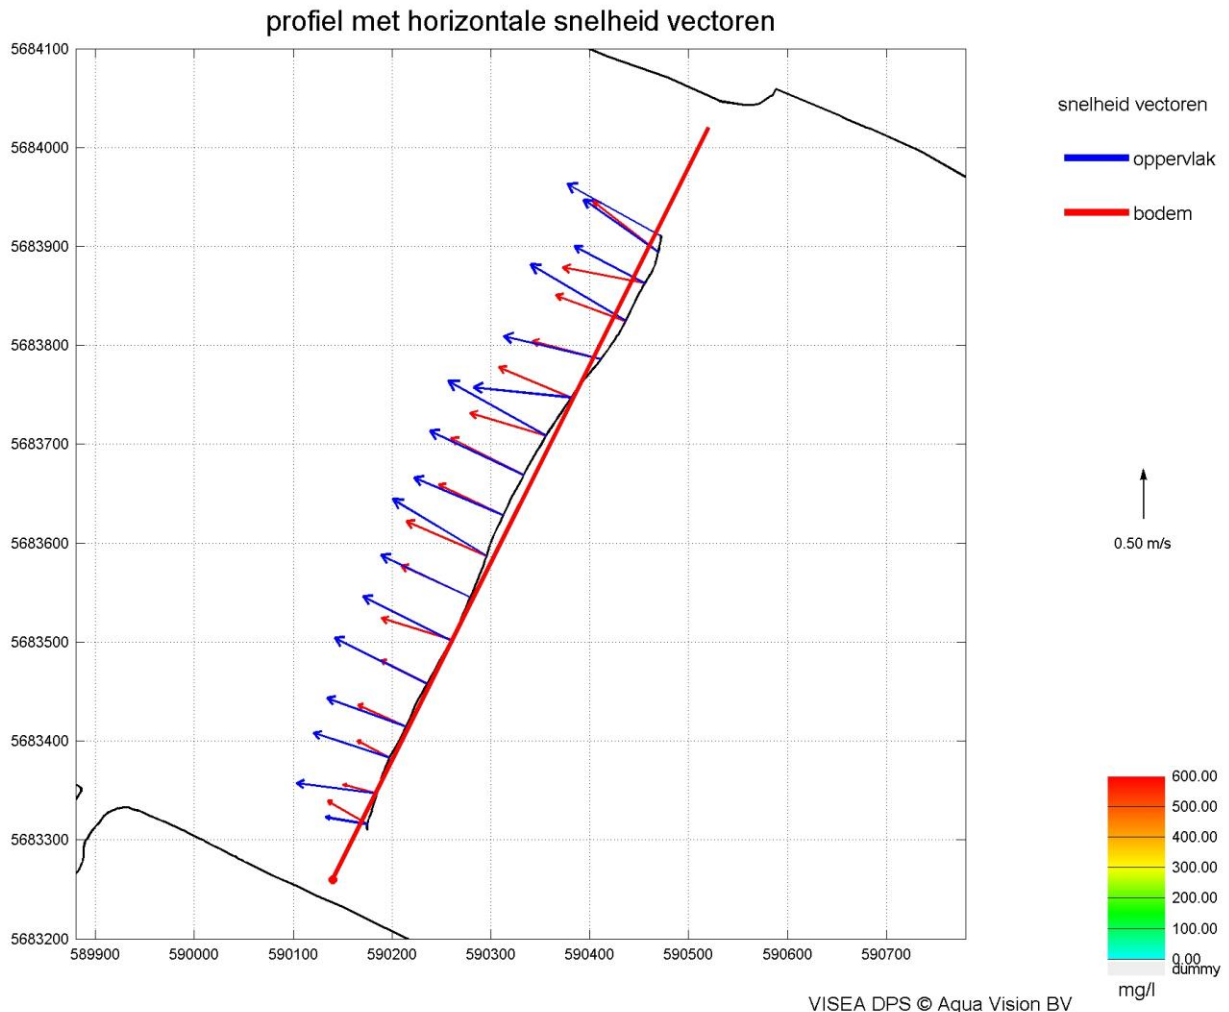 profiel met horizontale snelheid vectoren
5684100
5684000
5683900
5683800
5683700
5683600
5683500
5683400
5683300
5683200
589900 590000 590100 590200 590300 590400 590500 590600 590700
snelheid vectoren
oppervlak
bodem
0.50 m/s
600.00
500.00
400.00
300.00
200.00
100.00
0.00
dummy
mg/l
VISEA DPS © Aqua Vision BV